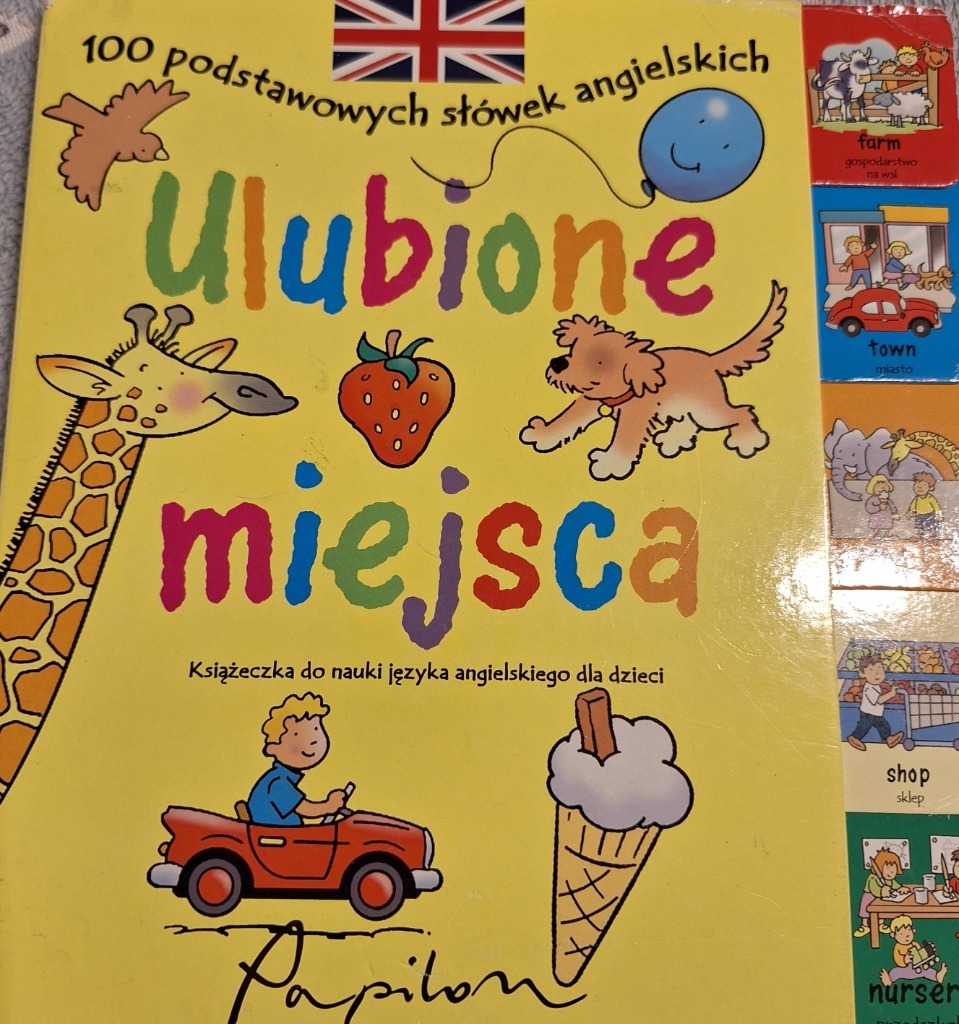 100 podstawowych słówek angielskich
Ulubione
miejsca
Książeczka do nauki języka angielskiego dla dzieci
Papilon
farm
gospodarstwo
na wsi
town
miasto
shop
sklep